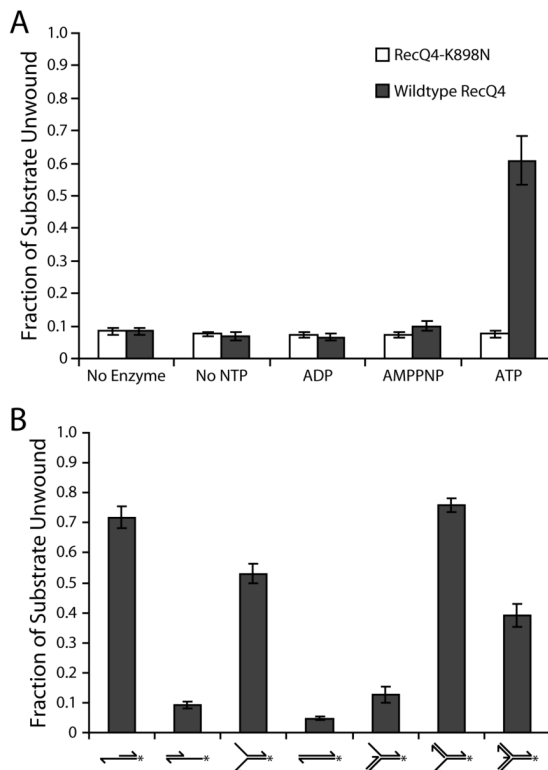 A
RecQ4-K898N
Wildtype RecQ4
Fraction of Substrate Unwound
1.0
0.9
0.8
0.7
0.6
0.5
0.4
0.3
0.2
0.1
0
No Enzyme No NTP ADP AMPPNP ATP
B
Fraction of Substrate Unwound
1.0
0.9
0.8
0.7
0.6
0.5
0.4
0.3
0.2
0.1
0
* * * * * * *